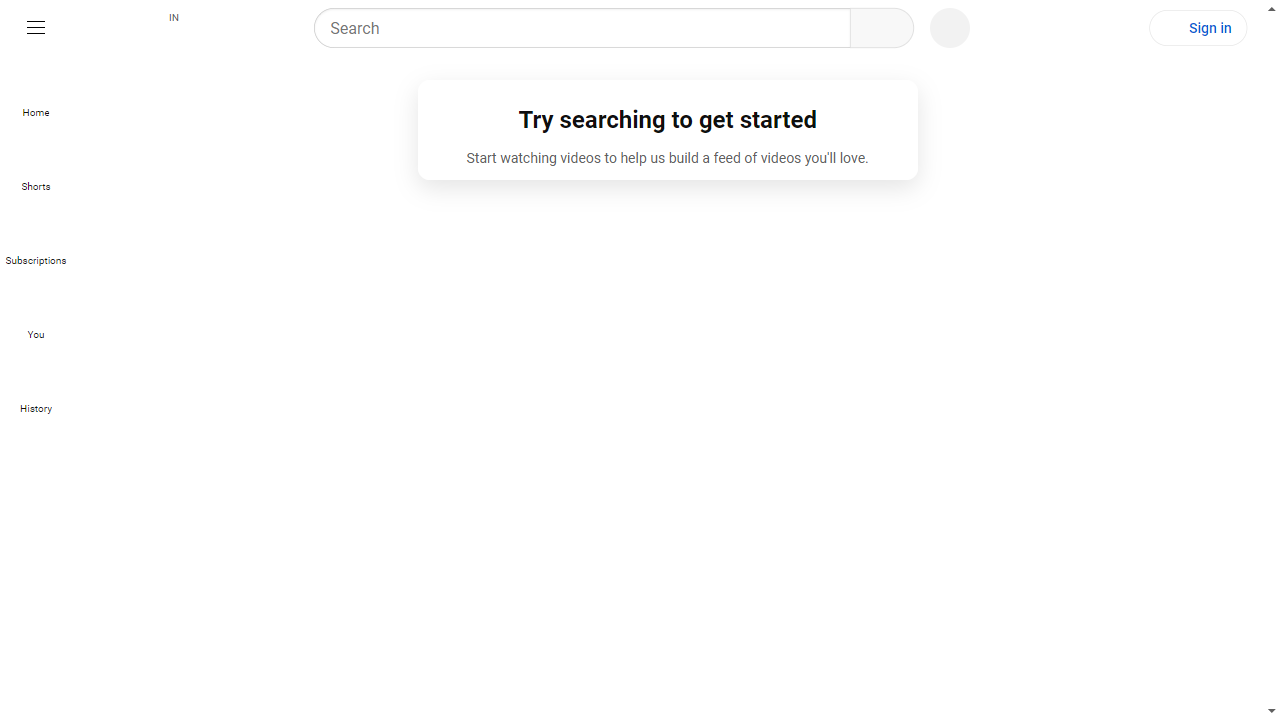 IN
Search
Sign in
Try searching to get started
Start watching videos to help us build a feed of videos you'll love.
Home
Shorts
Subscriptions
You
History